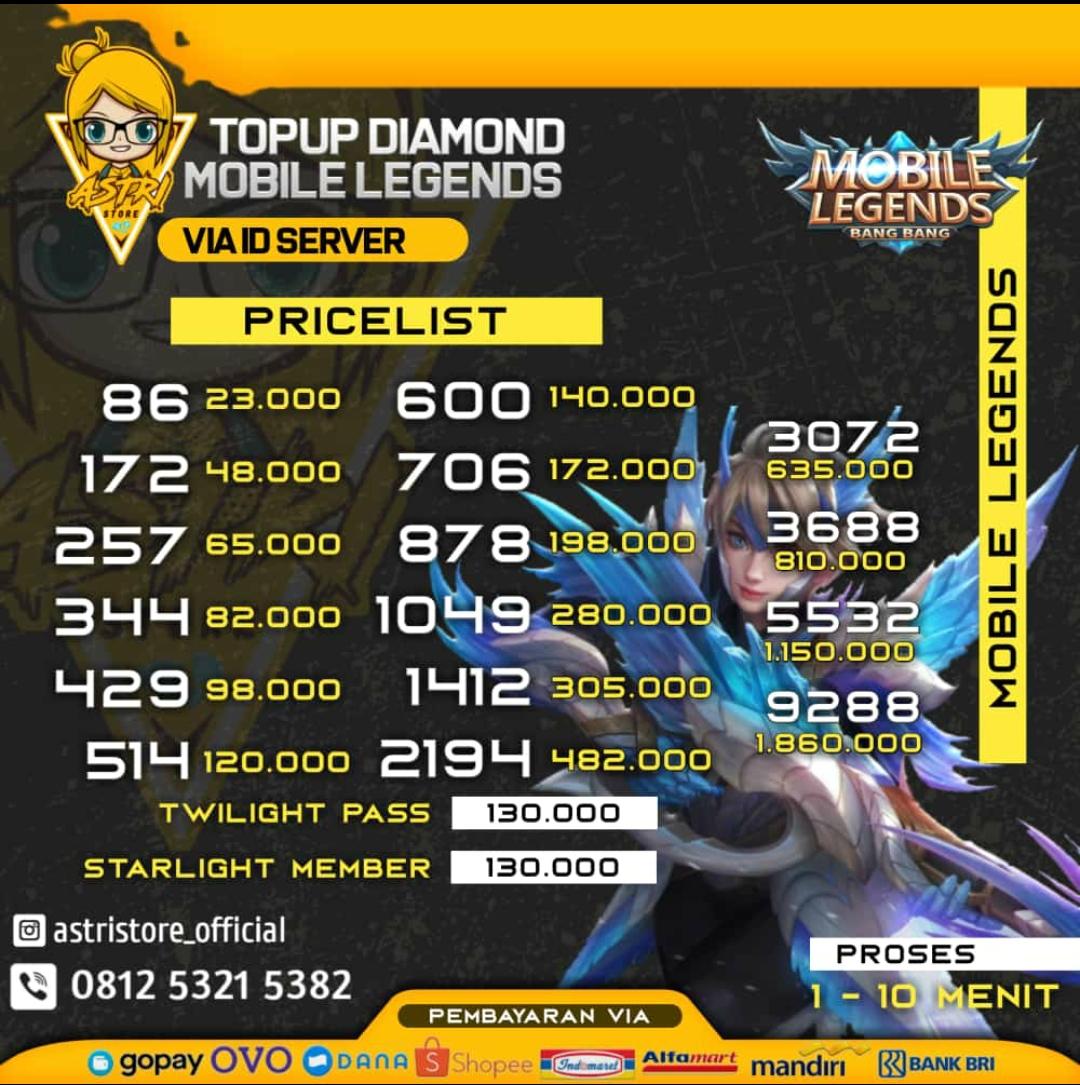 ASTRI
STORE
TOPUP DIAMOND
MOBILE LEGENDS
VIA ID SERVER
MOBILE
LEGENDS
BANG BANG
MOBILE LEGENDS
PRICELIST
86 23.000
172 48.000
257 65.000
344 82.000
429 98.000
514 120.000
600 140.000
706 172.000
878 198.000
1049 280.000
1412 305.000
2194 482.000
3072
635.000
3688
810.000
5532
1.150.000
9288
1.860.000
TWILIGHT PASS 130.000
STARLIGHT MEMBER 130.000
astristore_official
0812 5321 5382
PROSES
1 - 10 MENIT
PEMBAYARAN VIA
gopay OVO DANA Shopee Indomaret Alfamart mandiri BANK BRI